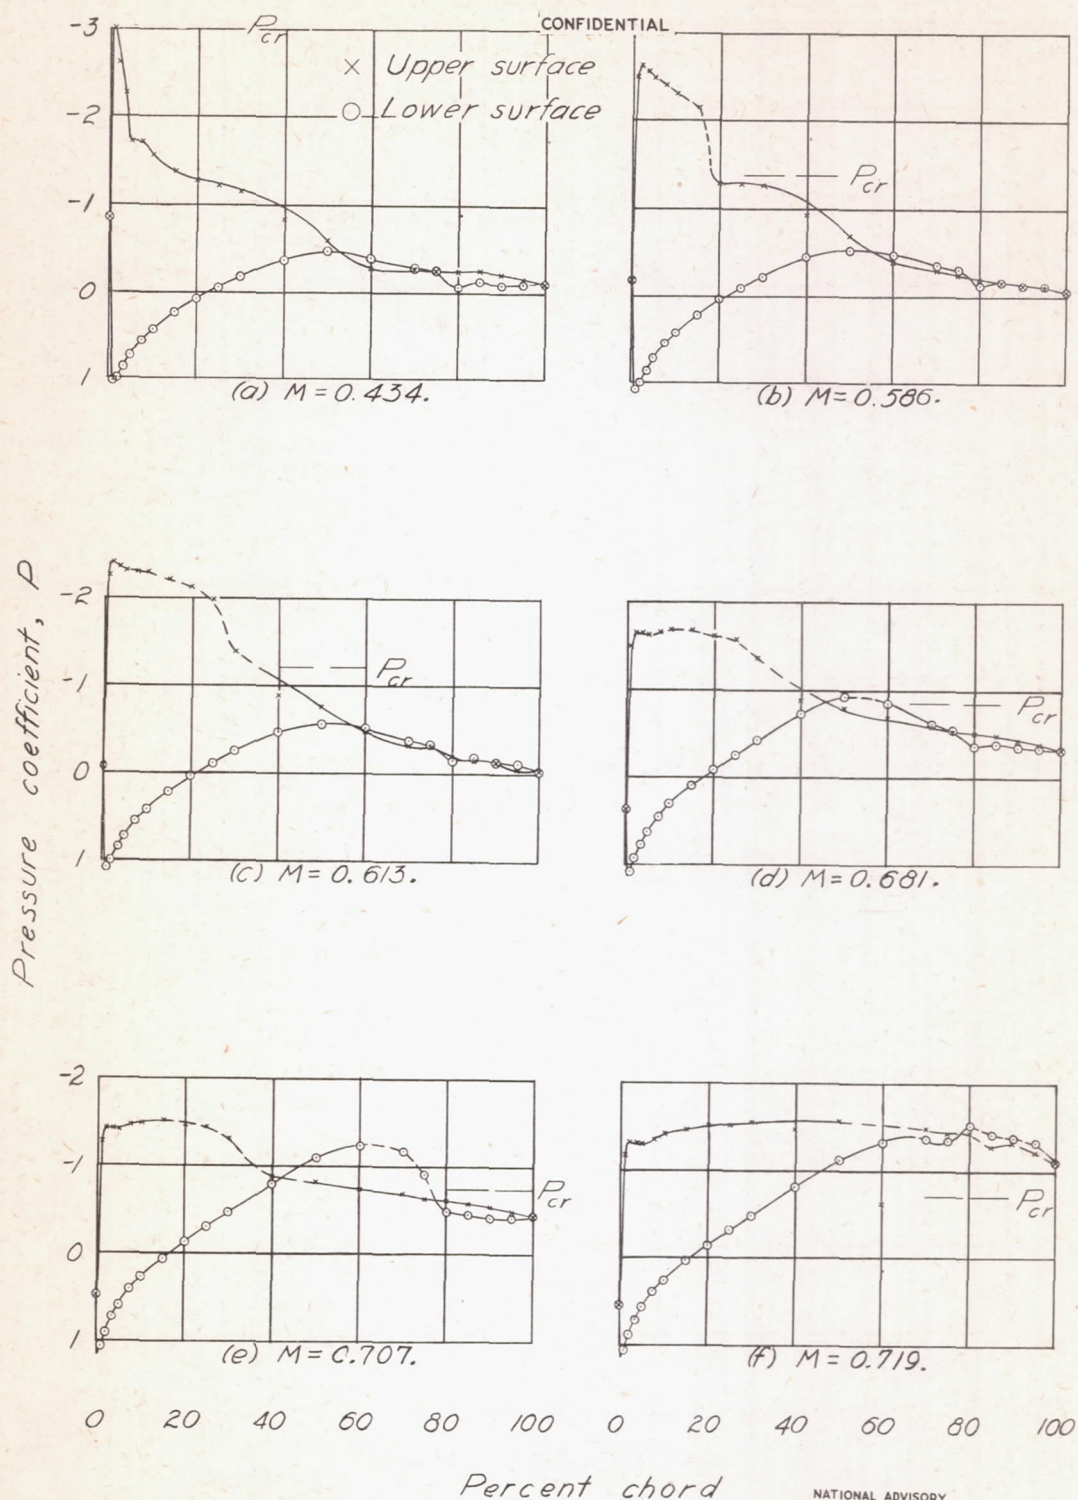 CONFIDENTIAL
-3
Pcr
× Upper surface
-2
○ Lower surface
-1
Pcr
0
1
(a) M = 0.434.
(b) M = 0.586.
Pressure coefficient, P
-2
Pcr
-1
Pcr
0
1
(c) M = 0.613.
(d) M = 0.681.
-2
-1
Pcr
Pcr
0
1
(e) M = 0.707.
(f) M = 0.719.
0 20 40 60 80 100
0 20 40 60 80 100
Percent chord
NATIONAL ADVISORY